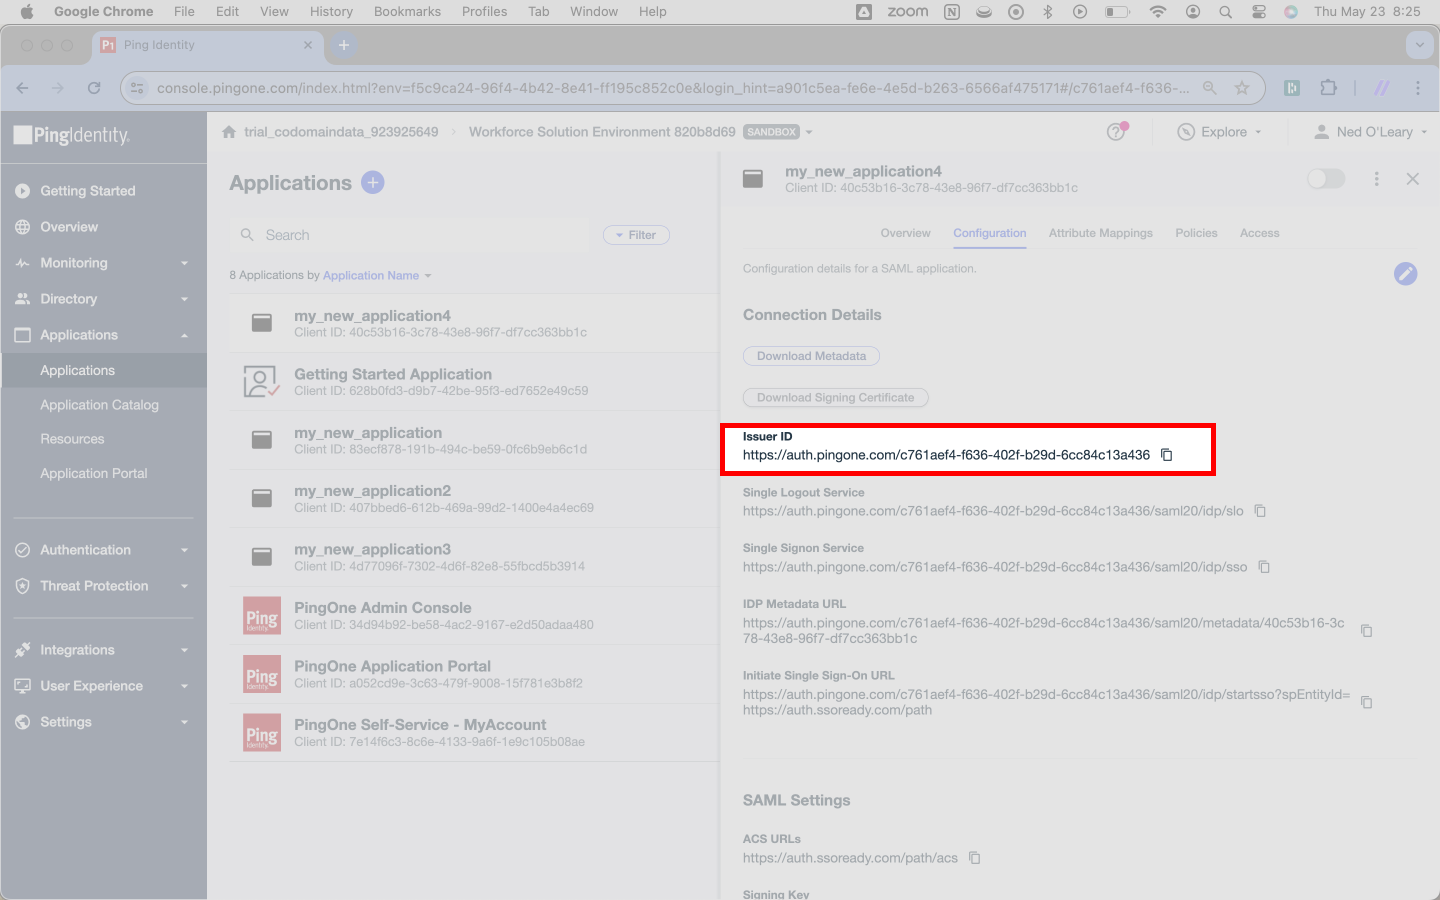 Google Chrome File Edit View History Bookmarks Profiles Tab Window Help zoom Thu May 23 8:25
P1 Ping Identity
console.pingone.com/index.html?env=f5c9ca24-96f4-4b42-8e41-ff195c852c0e&login_hint=a901c5ea-fe6e-4e5d-b263-6566af475171#/c761aef4-f636-...
PingIdentity.
trial_codomaindata_923925649 › Workforce Solution Environment 820b8d69 SANDBOX
Explore
Ned O'Leary
Getting Started
Overview
Monitoring
Directory
Applications
Applications
Application Catalog
Resources
Application Portal
Authentication
Threat Protection
Integrations
User Experience
Settings
Applications
Search
Filter
8 Applications by Application Name
my_new_application4
Client ID: 40c53b16-3c78-43e8-96f7-df7cc363bb1c
Getting Started Application
Client ID: 628b0fd3-d9b7-42be-95f3-ed7652e49c59
my_new_application
Client ID: 83ecf878-191b-494c-be59-0fc6b9eb6c1d
my_new_application2
Client ID: 407bbed6-612b-469a-99d2-1400e4a4ec69
my_new_application3
Client ID: 4d77096f-7302-4d6f-82e8-55fbcd5b3914
Ping
Identity
PingOne Admin Console
Client ID: 34d94b92-be58-4ac2-9167-e2d50adaa480
Ping
Identity
PingOne Application Portal
Client ID: a052cd9e-3c63-479f-9008-15f781e3b8f2
Ping
Identity
PingOne Self-Service - MyAccount
Client ID: 7e14f6c3-8c6e-4133-9a6f-1e9c105b08ae
my_new_application4
Client ID: 40c53b16-3c78-43e8-96f7-df7cc363bb1c
Overview Configuration Attribute Mappings Policies Access
Configuration details for a SAML application.
Connection Details
Download Metadata
Download Signing Certificate
Issuer ID
https://auth.pingone.com/c761aef4-f636-402f-b29d-6cc84c13a436
Single Logout Service
https://auth.pingone.com/c761aef4-f636-402f-b29d-6cc84c13a436/saml20/idp/slo
Single Signon Service
https://auth.pingone.com/c761aef4-f636-402f-b29d-6cc84c13a436/saml20/idp/sso
IDP Metadata URL
https://auth.pingone.com/c761aef4-f636-402f-b29d-6cc84c13a436/saml20/metadata/40c53b16-3c
78-43e8-96f7-df7cc363bb1c
Initiate Single Sign-On URL
https://auth.pingone.com/c761aef4-f636-402f-b29d-6cc84c13a436/saml20/idp/startsso?spEntityId=
https://auth.ssoready.com/path
SAML Settings
ACS URLs
https://auth.ssoready.com/path/acs
Signing Key